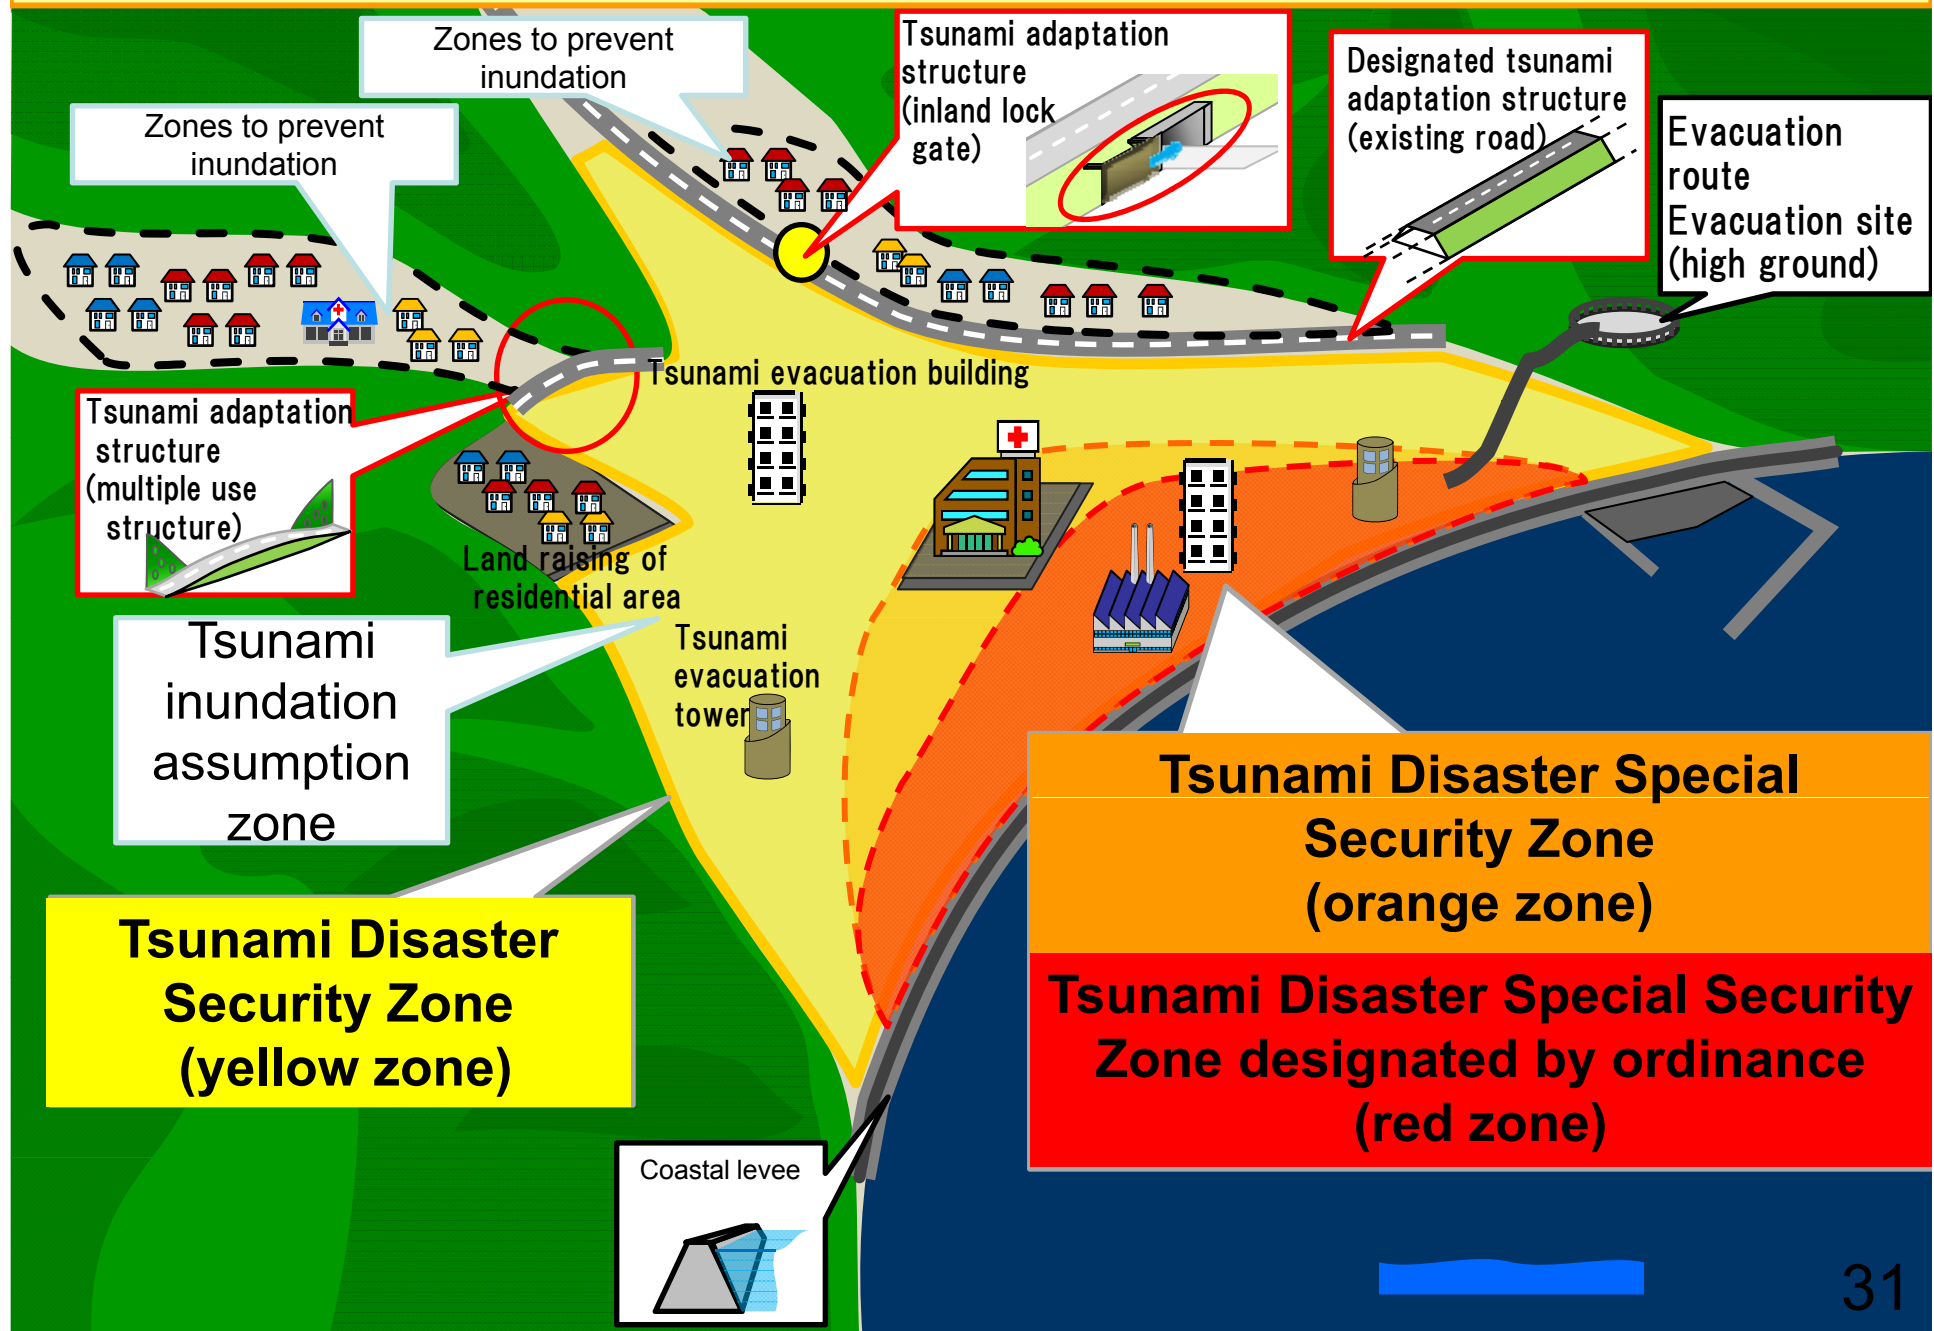 Zones to prevent
inundation
Zones to prevent
inundation
Tsunami adaptation
structure
(inland lock
gate)
Designated tsunami
adaptation structure
(existing road)
Evacuation
route
Evacuation site
(high ground)
Tsunami evacuation building
Tsunami adaptation
structure
(multiple use
structure)
Land raising of
residential area
Tsunami
inundation
assumption
zone
Tsunami
evacuation
tower
Tsunami Disaster Special
Security Zone
(orange zone)
Tsunami Disaster
Security Zone
(yellow zone)
Tsunami Disaster Special Security
Zone designated by ordinance
(red zone)
Coastal levee
31